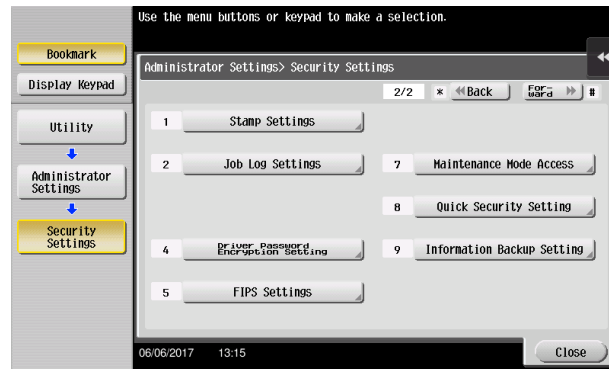 Use the menu buttons or keypad to make a selection.
Bookmark
Display Keypad
Utility
Administrator
Settings
Security
Settings
Administrator Settings> Security Settings
2/2 * Back For-
ward #
1 Stamp Settings
2 Job Log Settings
7 Maintenance Mode Access
8 Quick Security Setting
4 Driver Password
Encryption Setting
9 Information Backup Setting
5 FIPS Settings
06/06/2017 13:15
Close